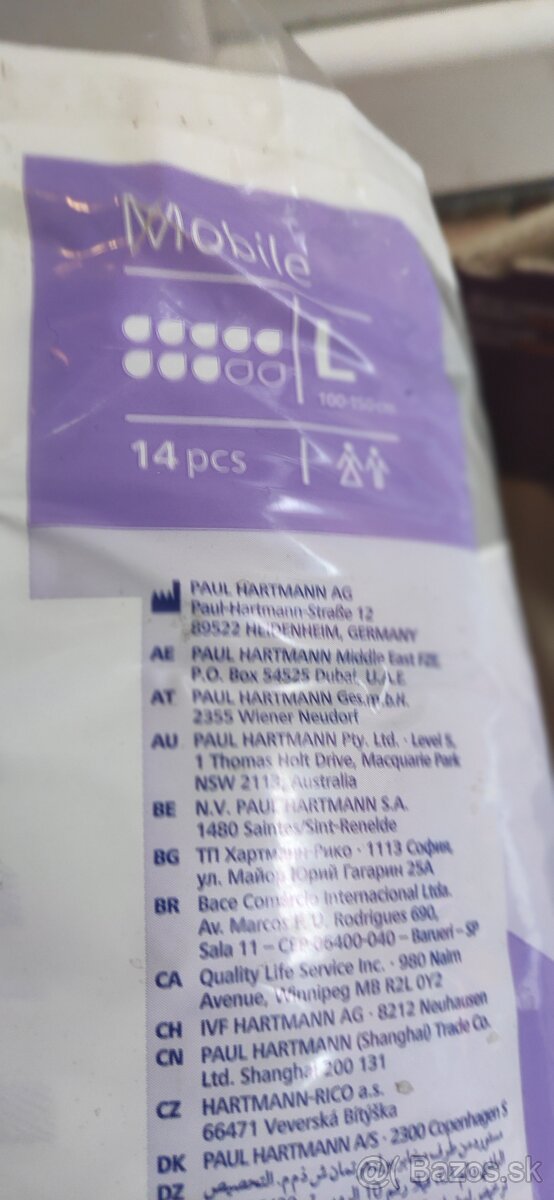 Mobile
L
100-150 cm
14 pcs
PAUL HARTMANN AG
Paul-Hartmann-Straße 12
89522 HEIDENHEIM, GERMANY
AE PAUL HARTMANN Middle East FZE
P.O. Box 54525 Dubai, U.A.E.
AT PAUL HARTMANN Ges.m.b.H.
2355 Wiener Neudorf
AU PAUL HARTMANN Pty. Ltd. · Level 5,
1 Thomas Holt Drive, Macquarie Park
NSW 2113, Australia
BE N.V. PAUL HARTMANN S.A.
1480 Saintes/Sint-Renelde
BG ТП Хартманн-Рико · 1113 София,
ул. Майор Юрий Гагарин 25А
BR Bace Comércio Internacional Ltda.
Av. Marcos P. U. Rodrigues 690,
Sala 11 – CEP 06400-040 – Barueri – SP
CA Quality Life Service Inc. · 980 Naim
Avenue, Winnipeg MB R2L 0Y2
CH IVF HARTMANN AG · 8212 Neuhausen
CN PAUL HARTMANN (Shanghai) Trade Co.
Ltd. Shanghai 200 131
CZ HARTMANN-RICO a.s.
66471 Veverská Bítýška
DK PAUL HARTMANN A/S · 2300 Copenhagen S
DZ
Bazos.sk